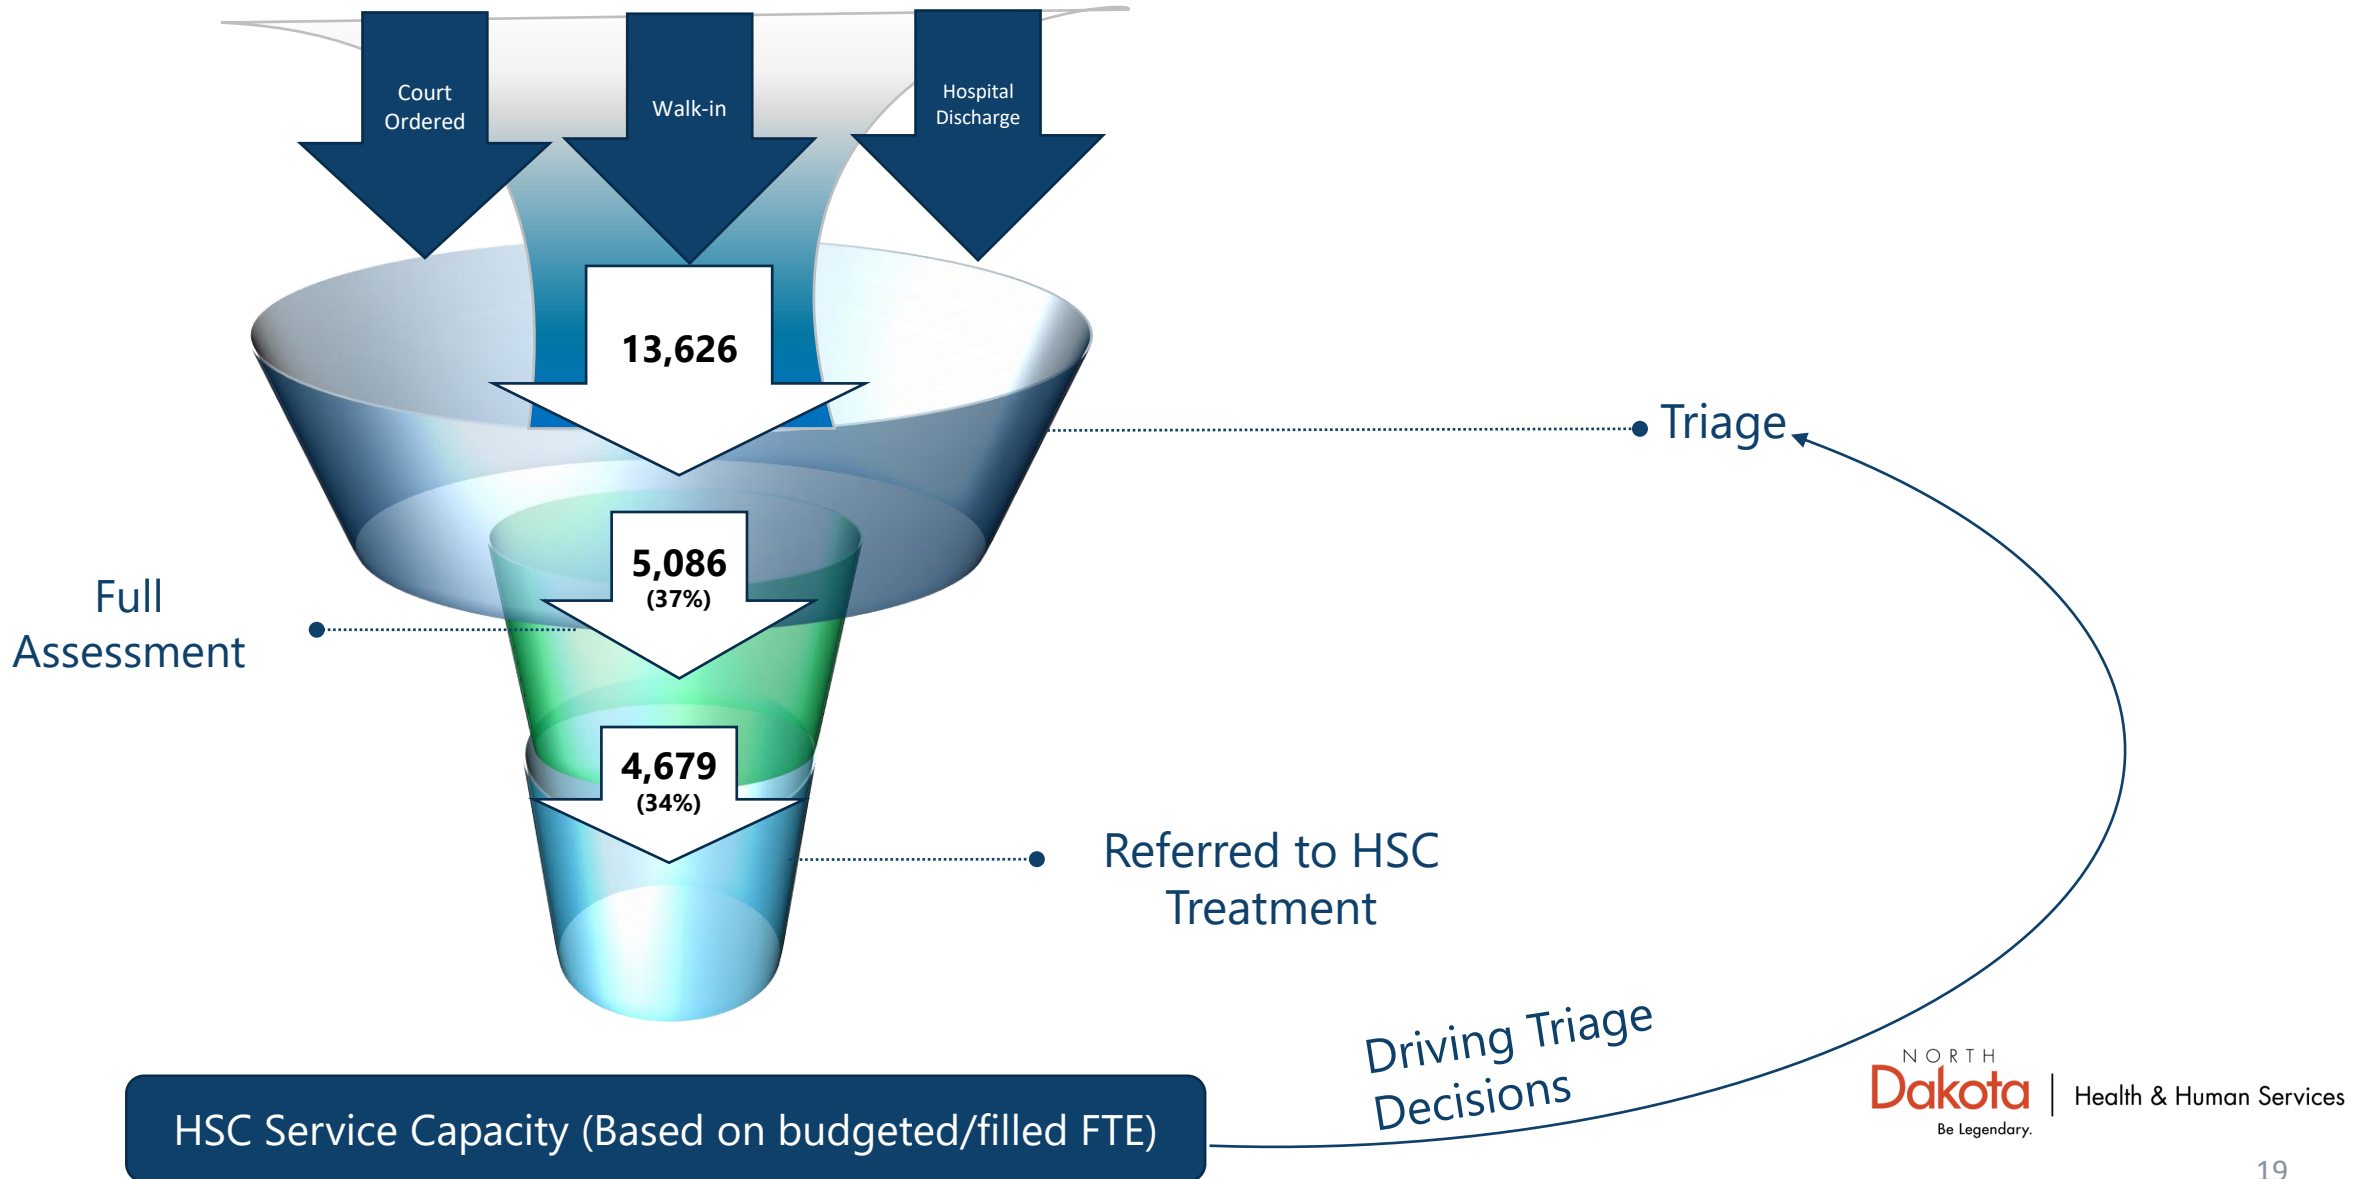 Court
Ordered
Walk-in
Hospital
Discharge
13,626
Triage
5,086
(37%)
Full
Assessment
4,679
(34%)
Referred to HSC
Treatment
Driving Triage
Decisions
HSC Service Capacity (Based on budgeted/filled FTE)
NORTH
Dakota
Be Legendary.
Health & Human Services
19